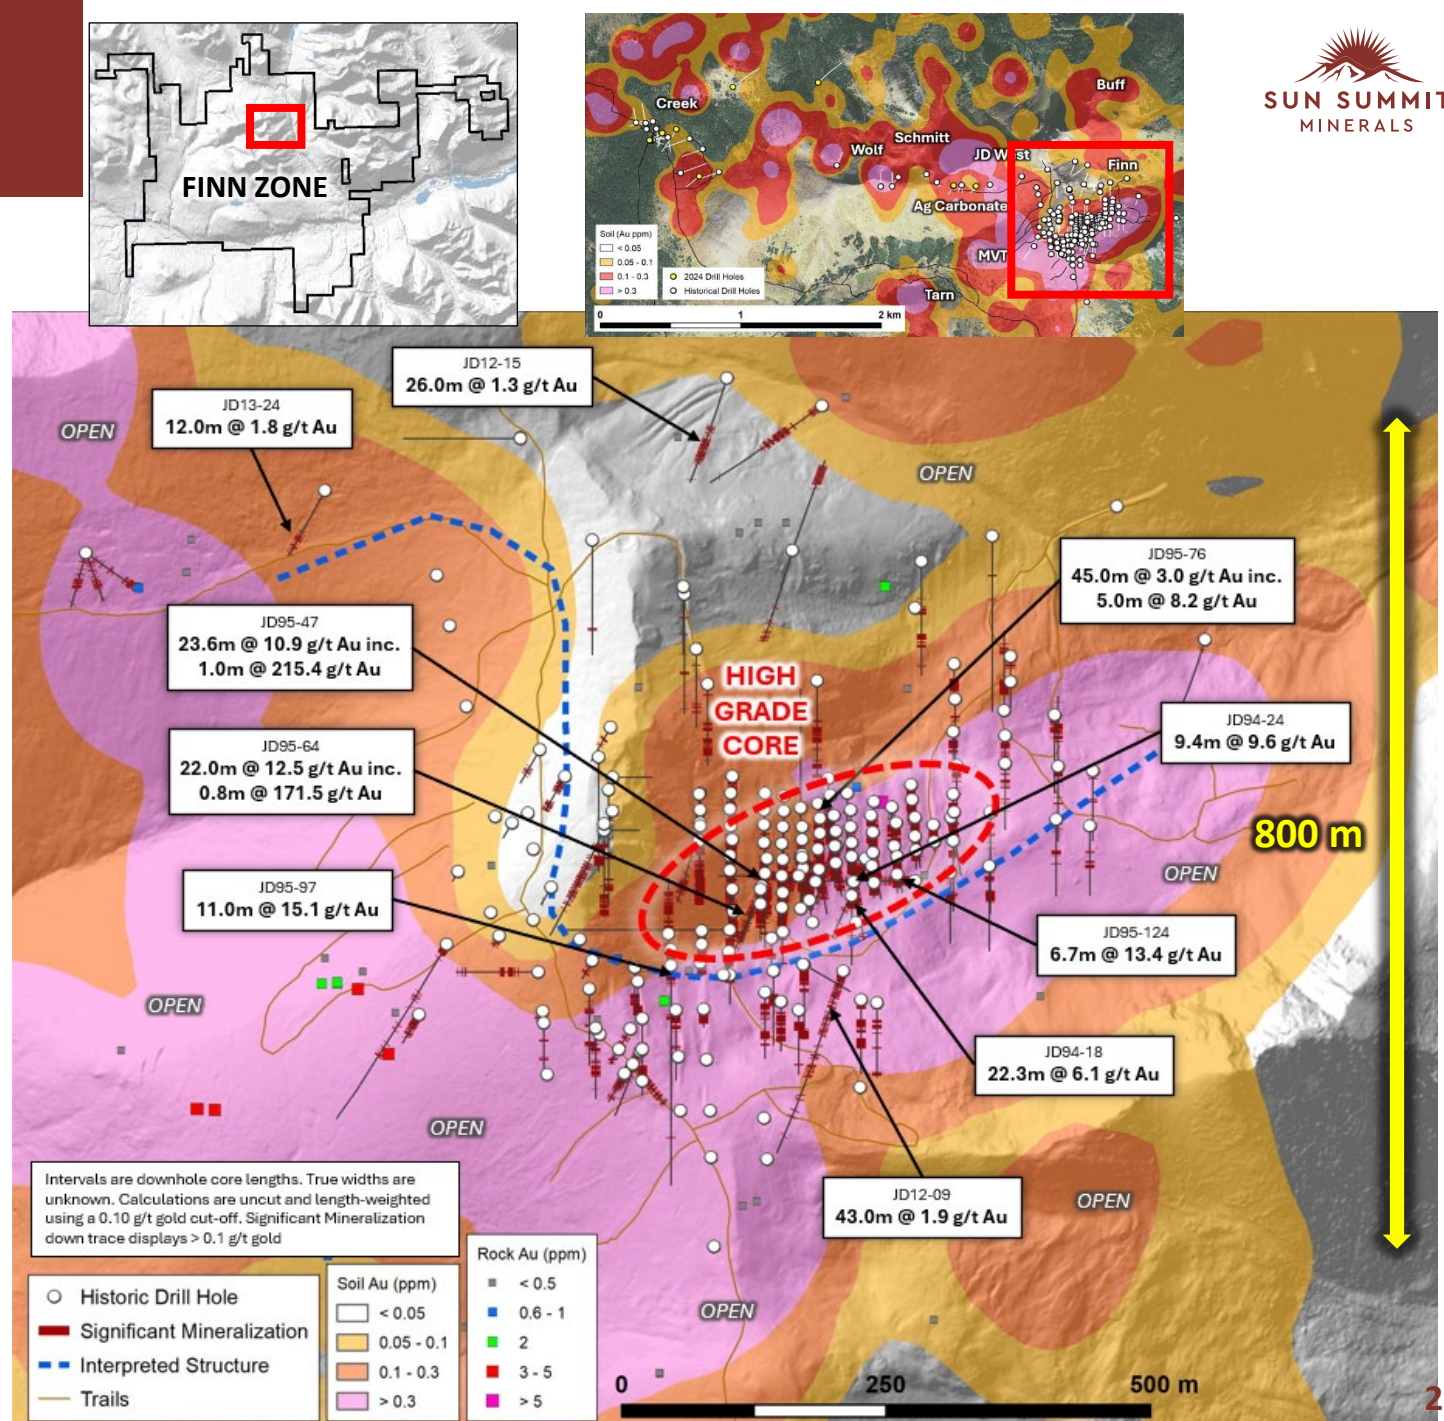 FINN ZONE
Creek
Wolf
Schmitt
Buff
JD West
Finn
Ag Carbonate
MVT
Tarn
Soil (Au ppm)
< 0.05
0.05 - 0.1
0.1 - 0.3
> 0.3
2024 Drill Holes
Historical Drill Holes
0 1 2 km
SUN SUMMIT
MINERALS
JD12-15
26.0m @ 1.3 g/t Au
JD13-24
12.0m @ 1.8 g/t Au
OPEN
OPEN
JD95-76
45.0m @ 3.0 g/t Au inc.
5.0m @ 8.2 g/t Au
JD95-47
23.6m @ 10.9 g/t Au inc.
1.0m @ 215.4 g/t Au
HIGH
GRADE
CORE
JD94-24
9.4m @ 9.6 g/t Au
JD95-64
22.0m @ 12.5 g/t Au inc.
0.8m @ 171.5 g/t Au
800 m
OPEN
JD95-97
11.0m @ 15.1 g/t Au
JD95-124
6.7m @ 13.4 g/t Au
OPEN
JD94-18
22.3m @ 6.1 g/t Au
OPEN
JD12-09
43.0m @ 1.9 g/t Au
OPEN
OPEN
Intervals are downhole core lengths. True widths are
unknown. Calculations are uncut and length-weighted
using a 0.10 g/t gold cut-off. Significant Mineralization
down trace displays > 0.1 g/t gold
Historic Drill Hole
Significant Mineralization
Interpreted Structure
Trails
Soil Au (ppm)
< 0.05
0.05 - 0.1
0.1 - 0.3
> 0.3
Rock Au (ppm)
< 0.5
0.6 - 1
2
3 - 5
> 5
0 250 500 m
2